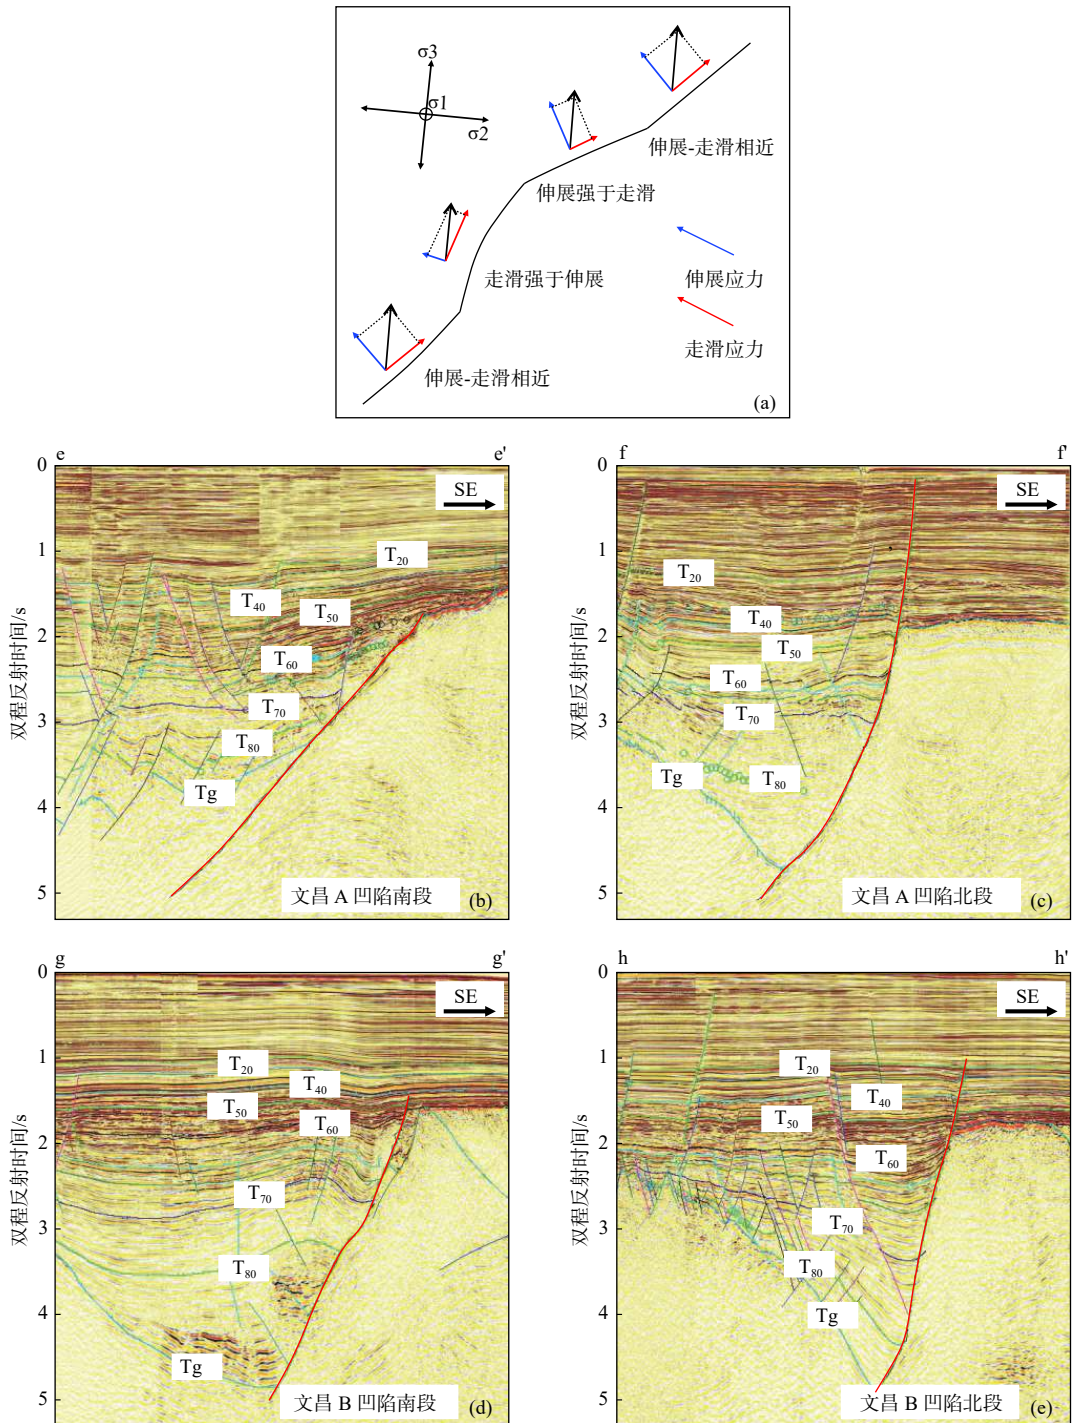 σ3
σ1
σ2
伸展-走滑相近
伸展强于走滑
走滑强于伸展
伸展应力
走滑应力
伸展-走滑相近
(a)
e e'
0
1
2
3
4
5
双程反射时间/s
SE
T20
T40
T50
T60
T70
T80
Tg
文昌 A 凹陷南段
(b)
f f'
0
1
2
3
4
5
双程反射时间/s
SE
T20
T40
T50
T60
T70
Tg
T80
文昌 A 凹陷北段
(c)
g g'
0
1
2
3
4
5
双程反射时间/s
SE
T20
T40
T50
T60
T70
T80
Tg
文昌 B 凹陷南段
(d)
h h'
0
1
2
3
4
5
双程反射时间/s
SE
T20
T40
T50
T60
T70
T80
Tg
文昌 B 凹陷北段
(e)